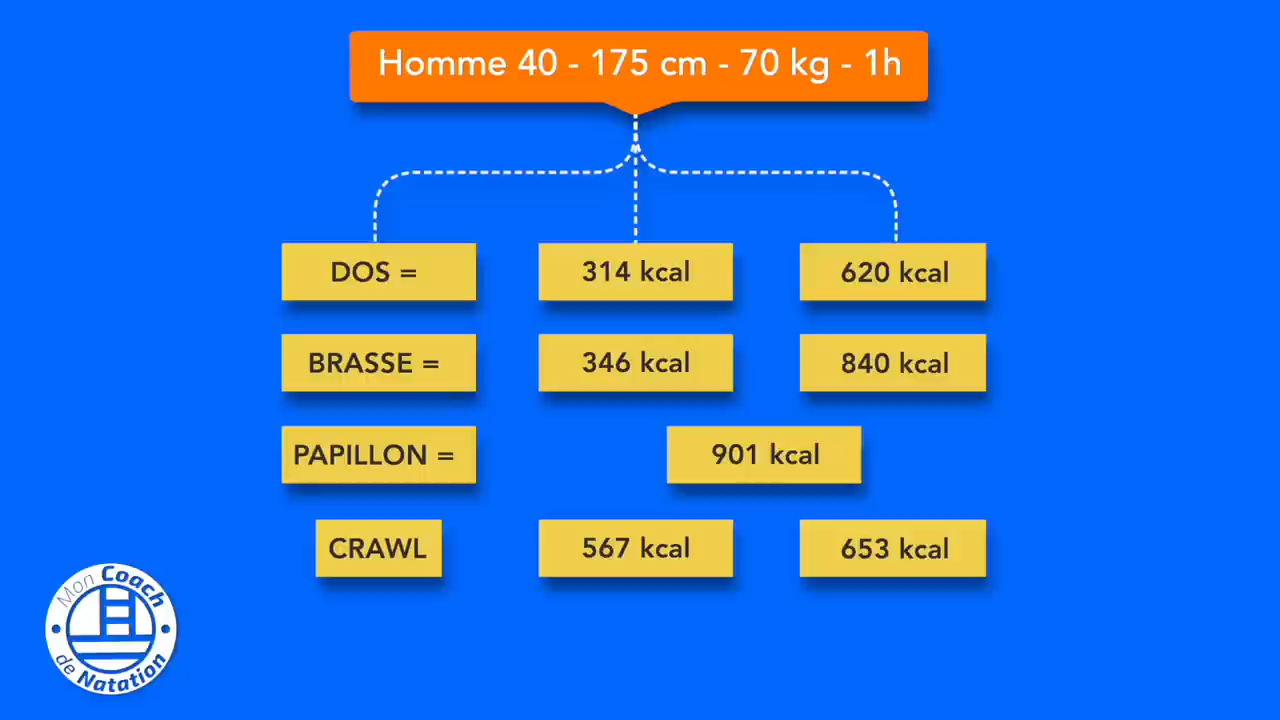 Homme 40 - 175 cm - 70 kg - 1h
DOS = 314 kcal 620 kcal
BRASSE = 346 kcal 840 kcal
PAPILLON = 901 kcal
CRAWL 567 kcal 653 kcal
Mon Coach
de Natation